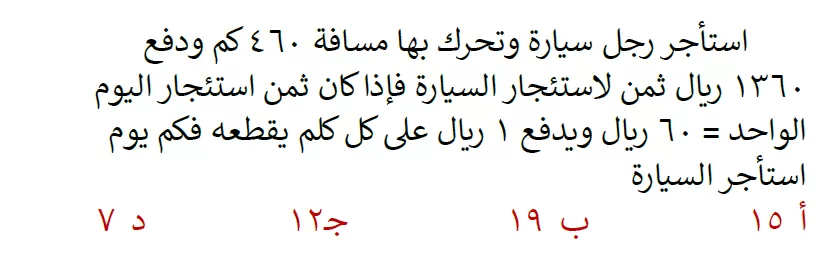 استأجر رجل سيارة وتحرك بها مسافة ٤٦٠ كم ودفع
١٣٦٠ ريال ثمن لاستئجار السيارة فإذا كان ثمن استئجار اليوم
الواحد = ٦٠ ريال ويدفع ١ ريال على كل كلم يقطعه فكم يوم
استأجر السيارة
أ ١٥ ب ١٩ جـ١٢ د ٧